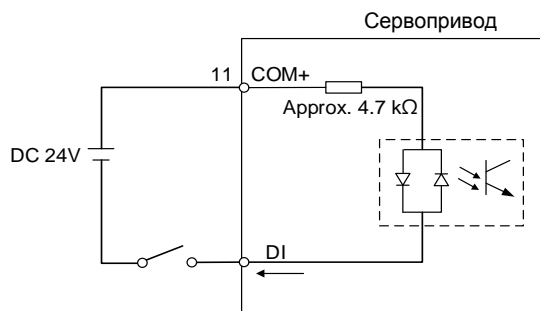 Сервопривод
11 COM+
Approx. 4.7 kΩ
DC 24V
DI